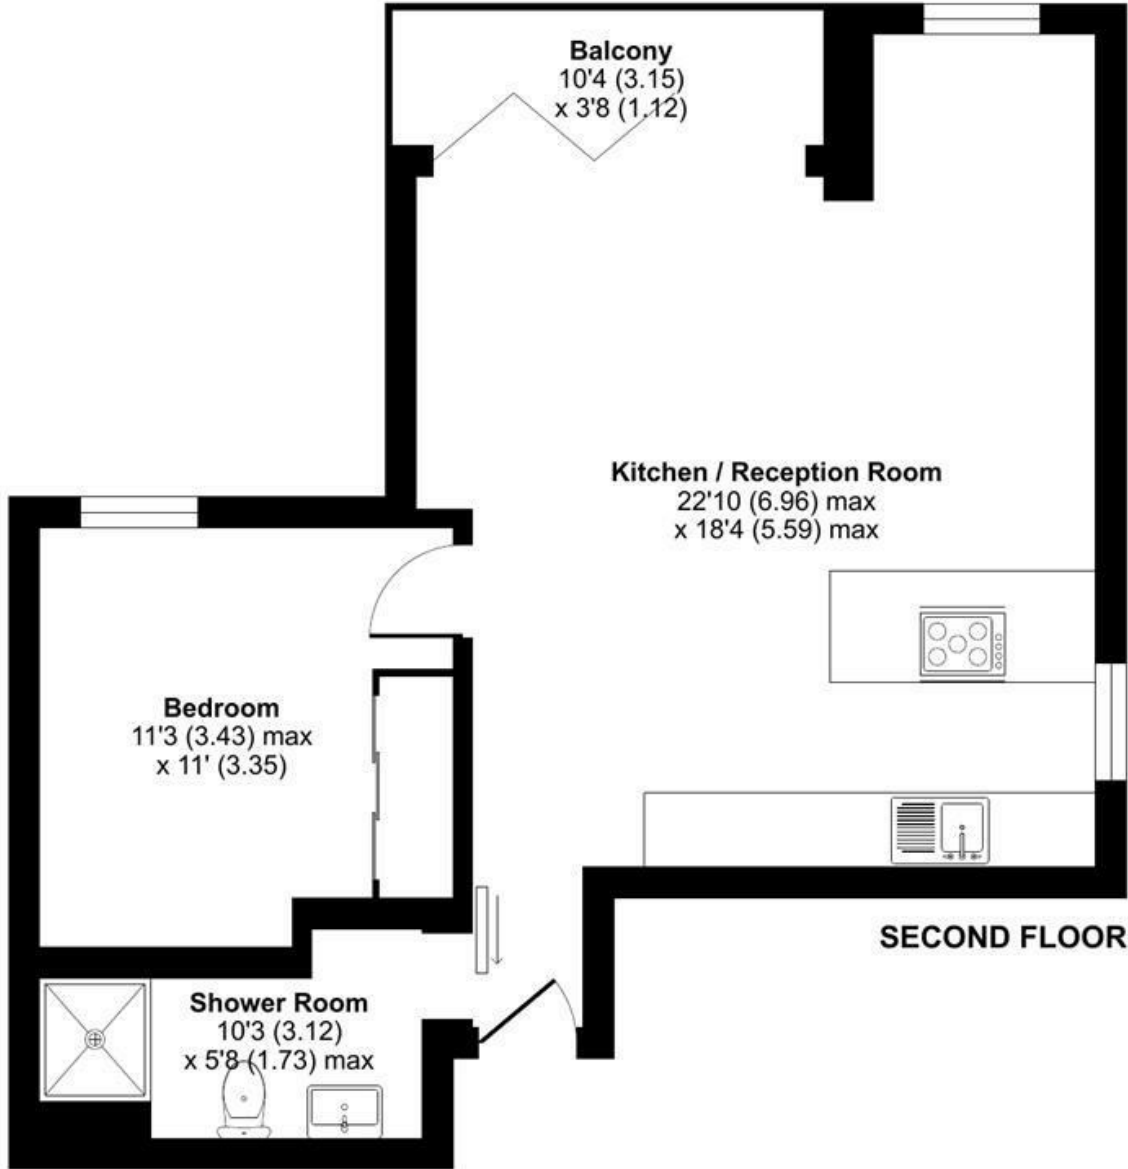 Balcony
10'4 (3.15)
x 3'8 (1.12)
Kitchen / Reception Room
22'10 (6.96) max
x 18'4 (5.59) max
Bedroom
11'3 (3.43) max
x 11' (3.35)
SECOND FLOOR
Shower Room
10'3 (3.12)
x 5'8 (1.73) max